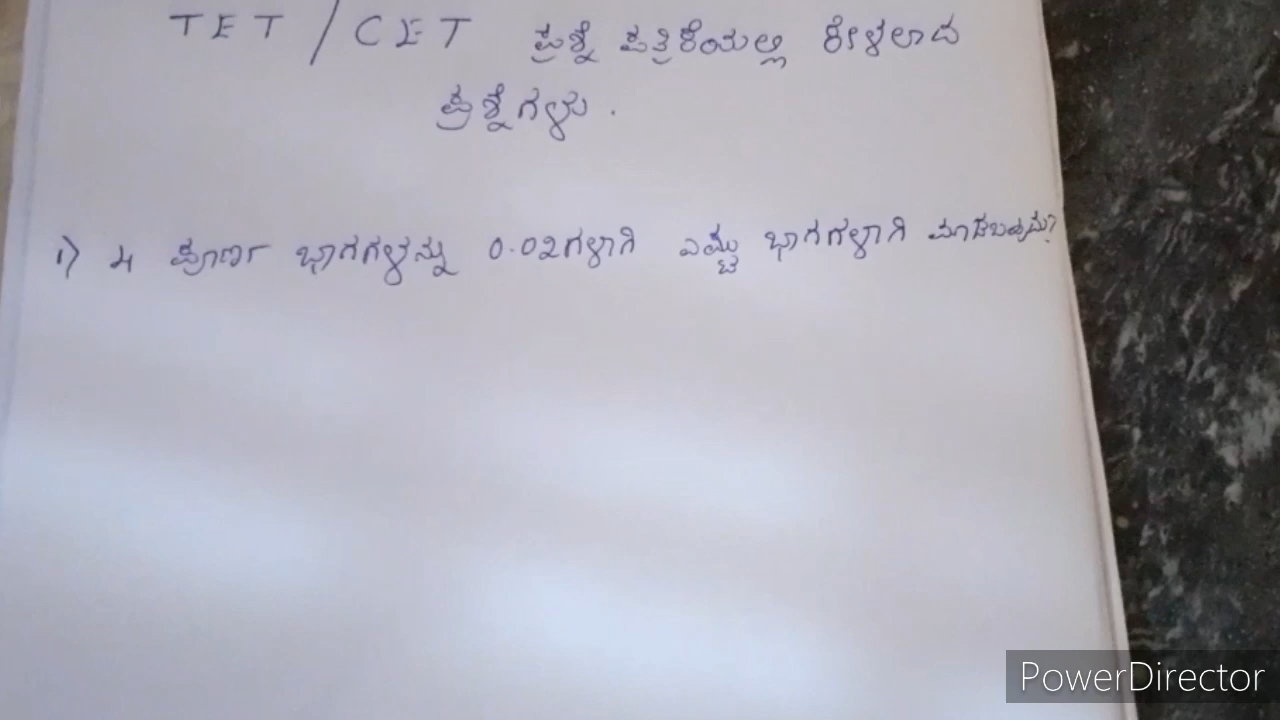 TET / CET ಪ್ರಶ್ನೆ ಪತ್ರಿಕೆಯಲ್ಲಿ ಕೇಳಲಾದ
ಪ್ರಶ್ನೆಗಳು .
1) 4 ಪೂರ್ಣ ಭಾಗಗಳನ್ನು 0.02ಗಳಾಗಿ ಎಷ್ಟು ಭಾಗಗಳಾಗಿ ಮಾಡಬಹುದು?
PowerDirector